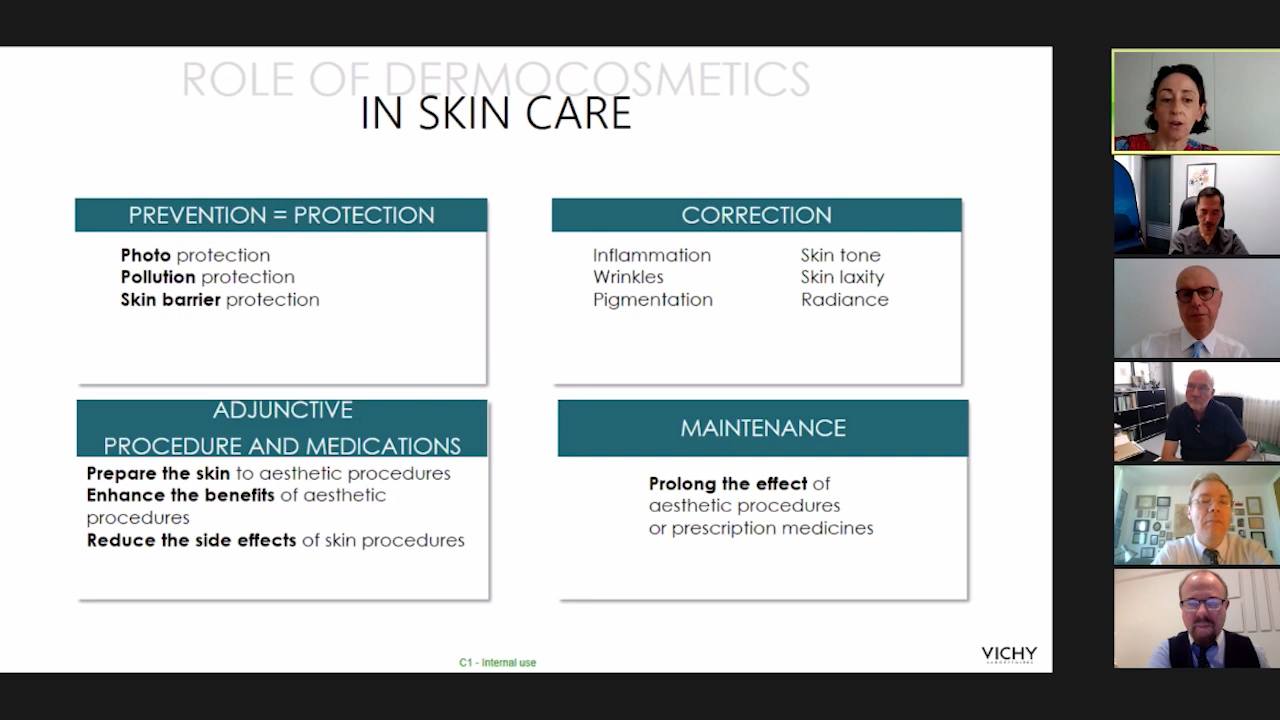 ROLE OF DERMOCOSMETICS
IN SKIN CARE
PREVENTION = PROTECTION
Photo protection
Pollution protection
Skin barrier protection
CORRECTION
Inflammation
Wrinkles
Pigmentation
Skin tone
Skin laxity
Radiance
ADJUNCTIVE
PROCEDURE AND MEDICATIONS
Prepare the skin to aesthetic procedures
Enhance the benefits of aesthetic
procedures
Reduce the side effects of skin procedures
MAINTENANCE
Prolong the effect of
aesthetic procedures
or prescription medicines
C1 - Internal use
VICHY
LABORATOIRES